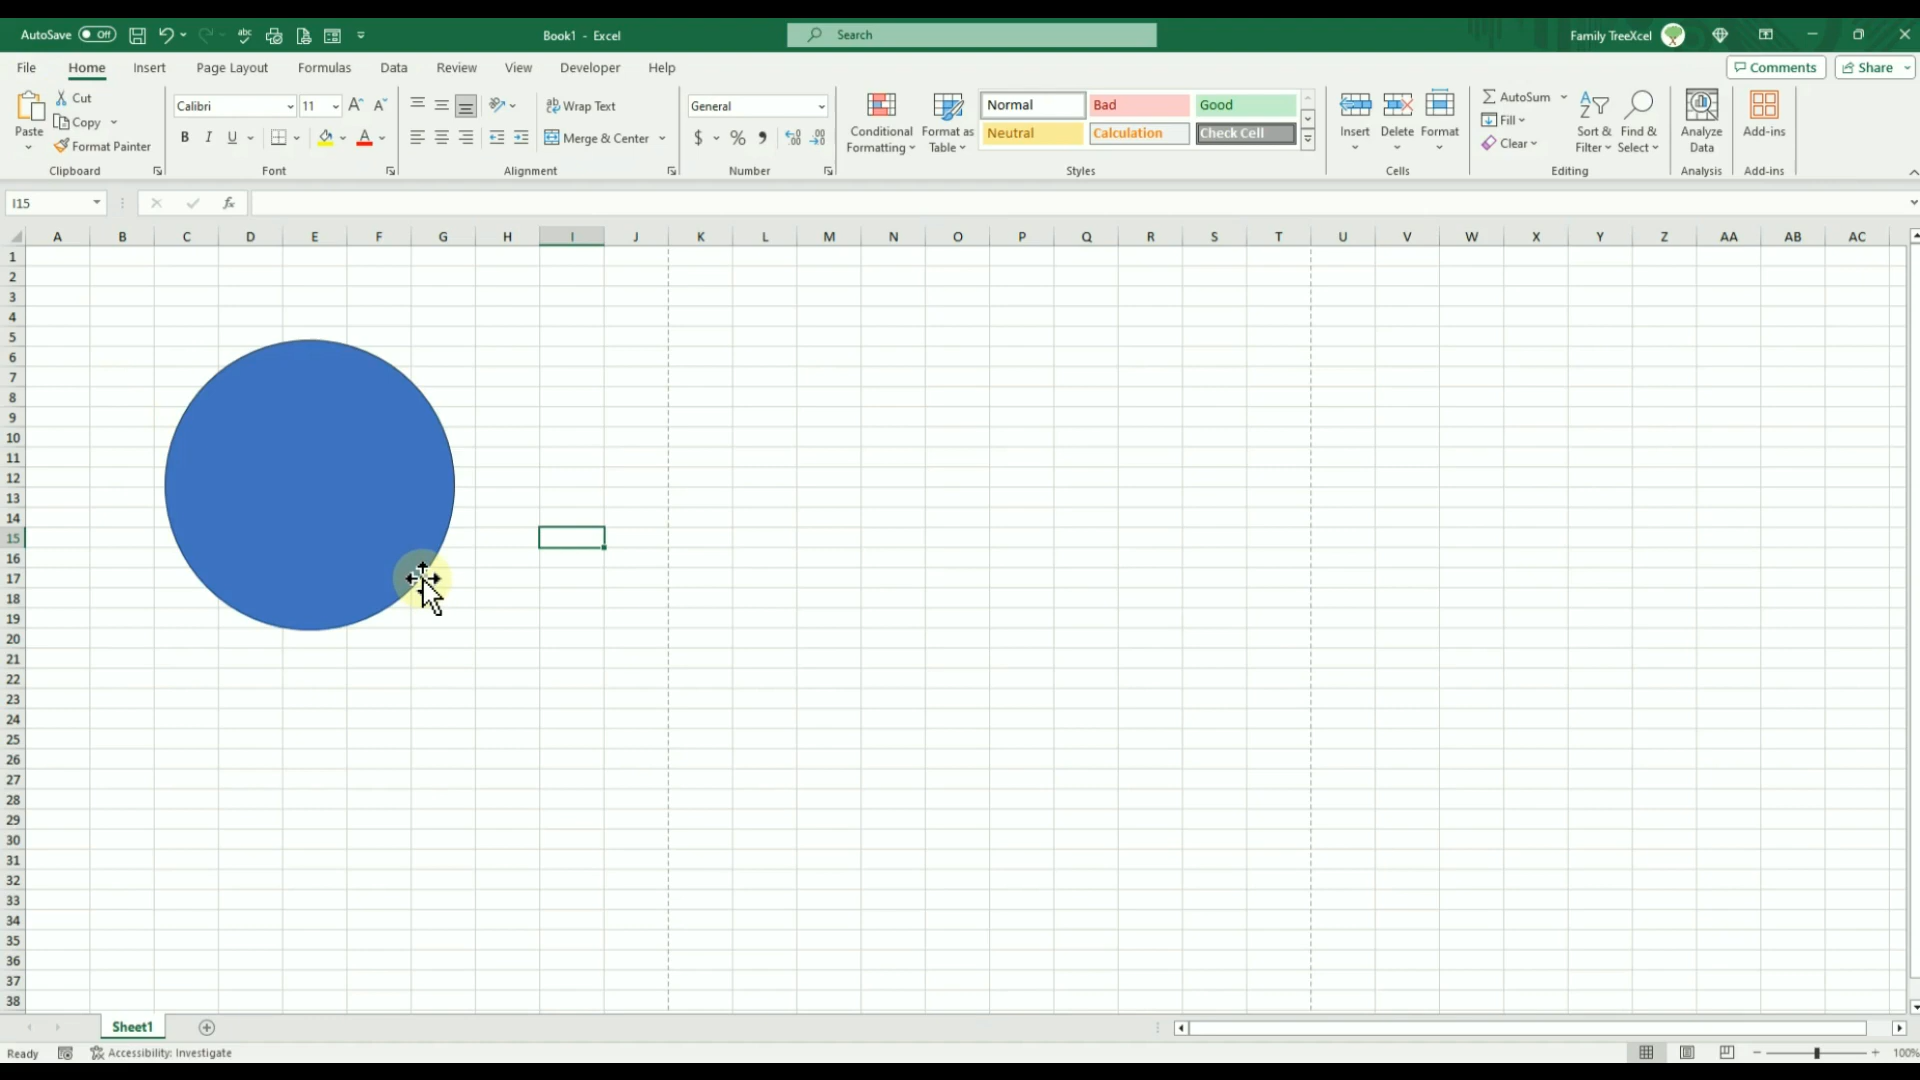 AutoSave Off Book1 - Excel Search Family TreeXcel
File Home Insert Page Layout Formulas Data Review View Developer Help Comments Share
Paste Cut Copy Format Painter Clipboard
Calibri 11 B I U A Font
ab Wrap Text Merge & Center Alignment
General $ % Number
Conditional Formatting Format as Table
Normal Bad Good
Neutral Calculation Check Cell
Styles
Insert Delete Format Cells
AutoSum Fill Clear Sort & Filter Find & Select Editing
Analyze Data Analysis
Add-ins Add-ins
I15 fx
A B C D E F G H I J K L M N O P Q R S T U V W X Y Z AA AB AC
1
2
3
4
5
6
7
8
9
10
11
12
13
14
15
16
17
18
19
20
21
22
23
24
25
26
27
28
29
30
31
32
33
34
35
36
37
38
Sheet1
Ready Accessibility: Investigate 100%